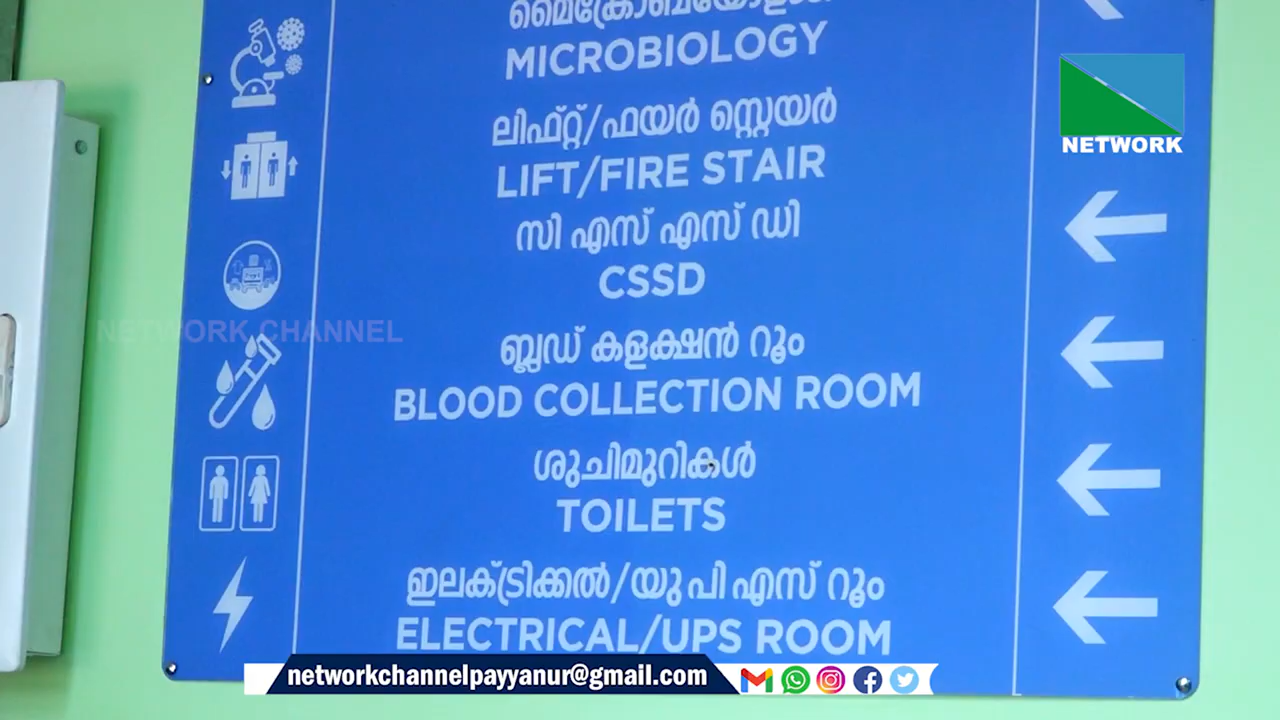 MICROBIOLOGY
ലിഫ്റ്റ്/ഫയർ സ്റ്റെയർ
LIFT/FIRE STAIR
സി എസ് എസ് ഡി
CSSD
ബ്ലഡ് കളക്ഷൻ റൂം
BLOOD COLLECTION ROOM
ശുചിമുറികൾ
TOILETS
ഇലക്ട്രിക്കൽ/യു പി എസ് റൂം
ELECTRICAL/UPS ROOM
NETWORK
NETWORK CHANNEL
networkchannelpayyanur@gmail.com